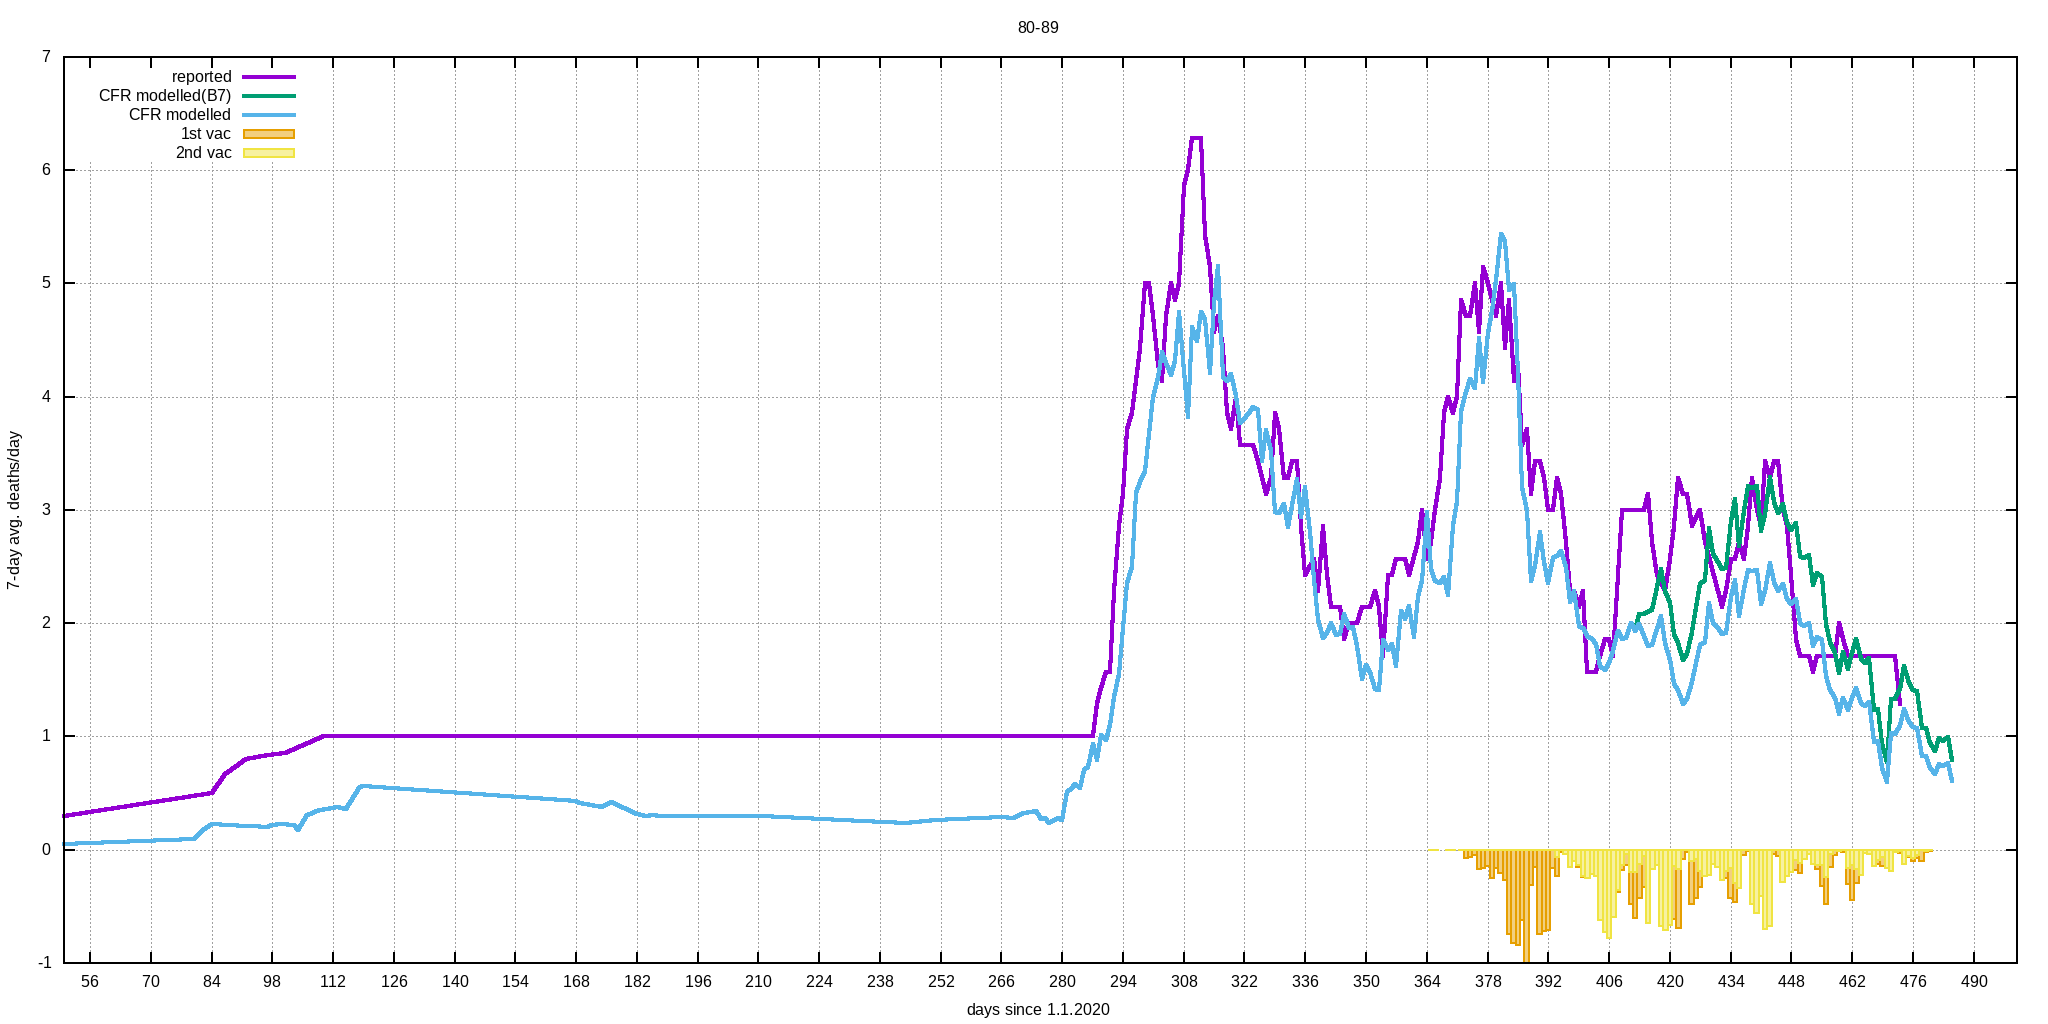 80-89
7
6
5
4
3
2
1
0
-1
7-day avg. deaths/day
reported
CFR modelled(B7)
CFR modelled
1st vac
2nd vac
56 70 84 98 112 126 140 154 168 182 196 210 224 238 252 266 280 294 308 322 336 350 364 378 392 406 420 434 448 462 476 490
days since 1.1.2020